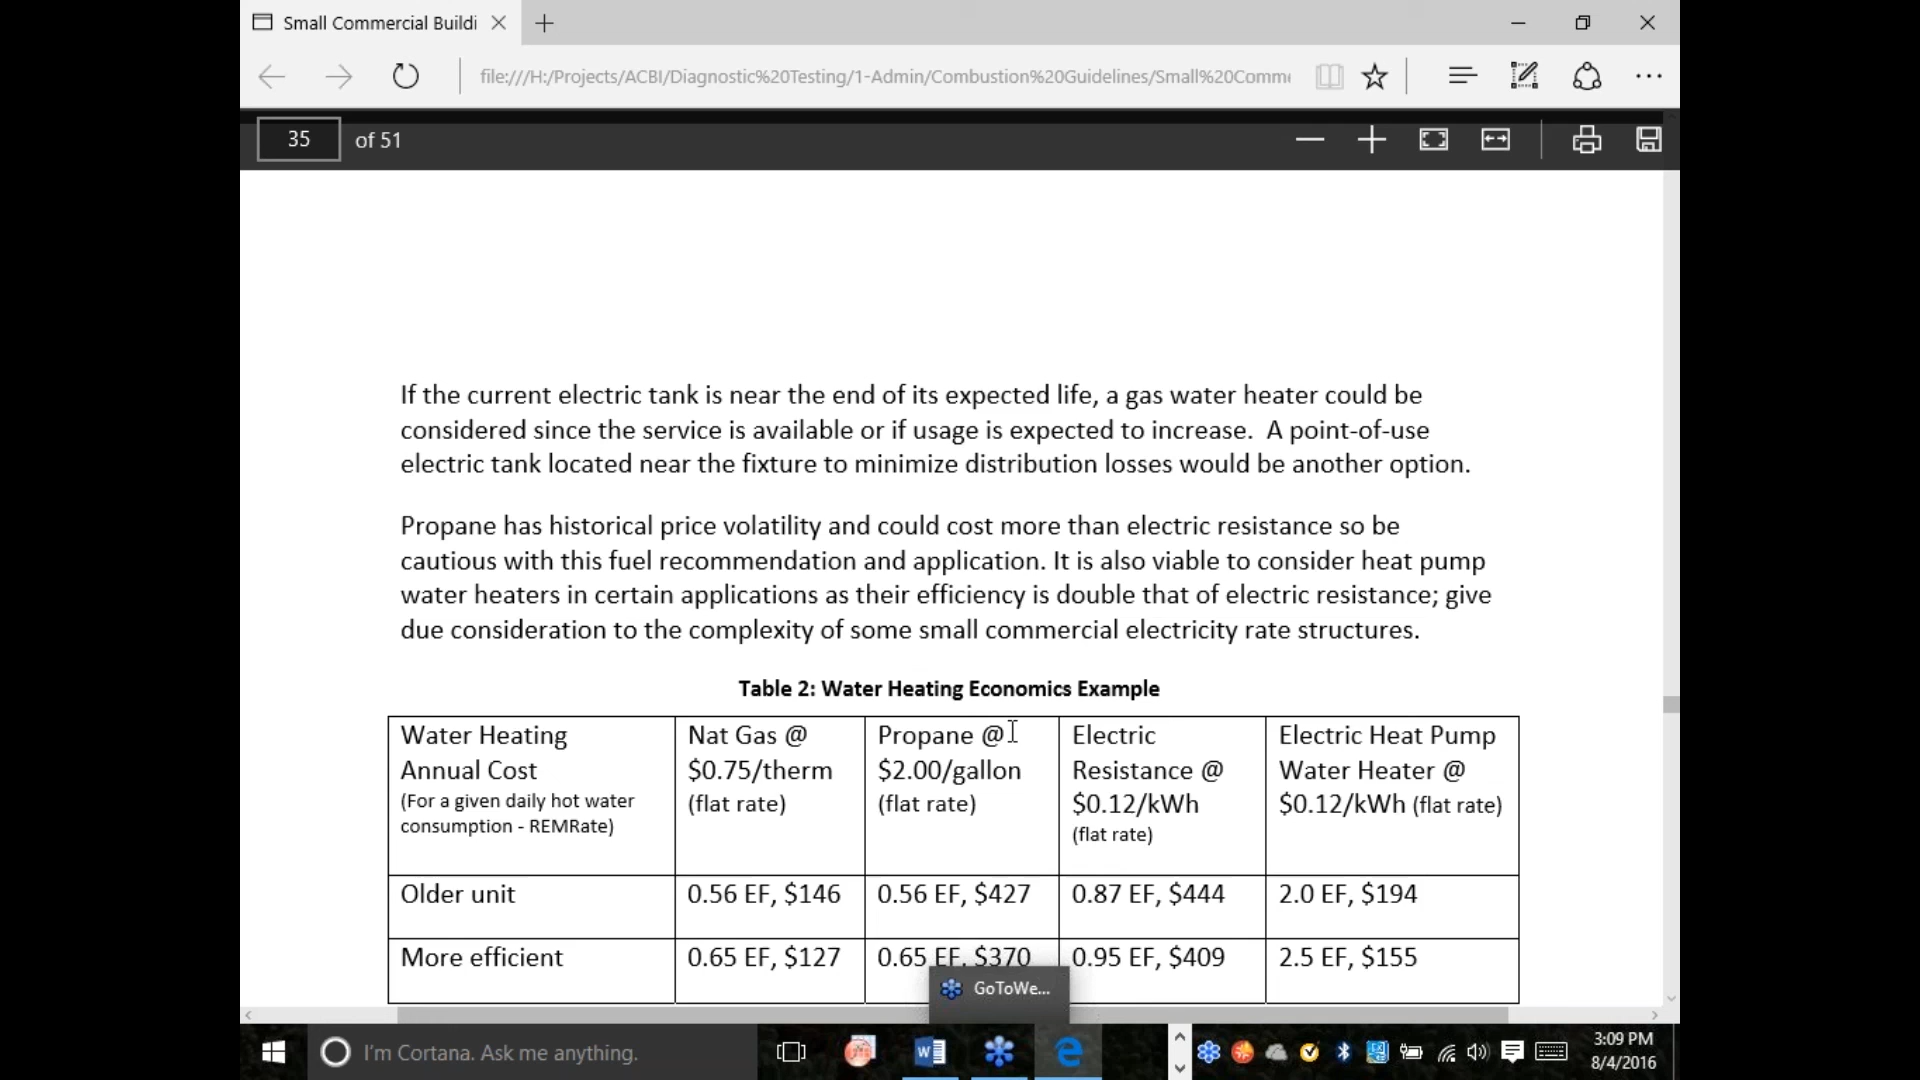 Small Commercial Buildi
file:///H:/Projects/ACBI/Diagnostic%20Testing/1-Admin/Combustion%20Guidelines/Small%20Comme
35 of 51
If the current electric tank is near the end of its expected life, a gas water heater could be
considered since the service is available or if usage is expected to increase. A point-of-use
electric tank located near the fixture to minimize distribution losses would be another option.
Propane has historical price volatility and could cost more than electric resistance so be
cautious with this fuel recommendation and application. It is also viable to consider heat pump
water heaters in certain applications as their efficiency is double that of electric resistance; give
due consideration to the complexity of some small commercial electricity rate structures.
Table 2: Water Heating Economics Example
Water Heating
Annual Cost
(For a given daily hot water
consumption - REMRate)
Nat Gas @
$0.75/therm
(flat rate)
Propane @
$2.00/gallon
(flat rate)
Electric
Resistance @
$0.12/kWh
(flat rate)
Electric Heat Pump
Water Heater @
$0.12/kWh (flat rate)
Older unit
0.56 EF, $146
0.56 EF, $427
0.87 EF, $444
2.0 EF, $194
More efficient
0.65 EF, $127
0.65 EF, $370
0.95 EF, $409
2.5 EF, $155
GoToWe...
I'm Cortana. Ask me anything.
3:09 PM
8/4/2016